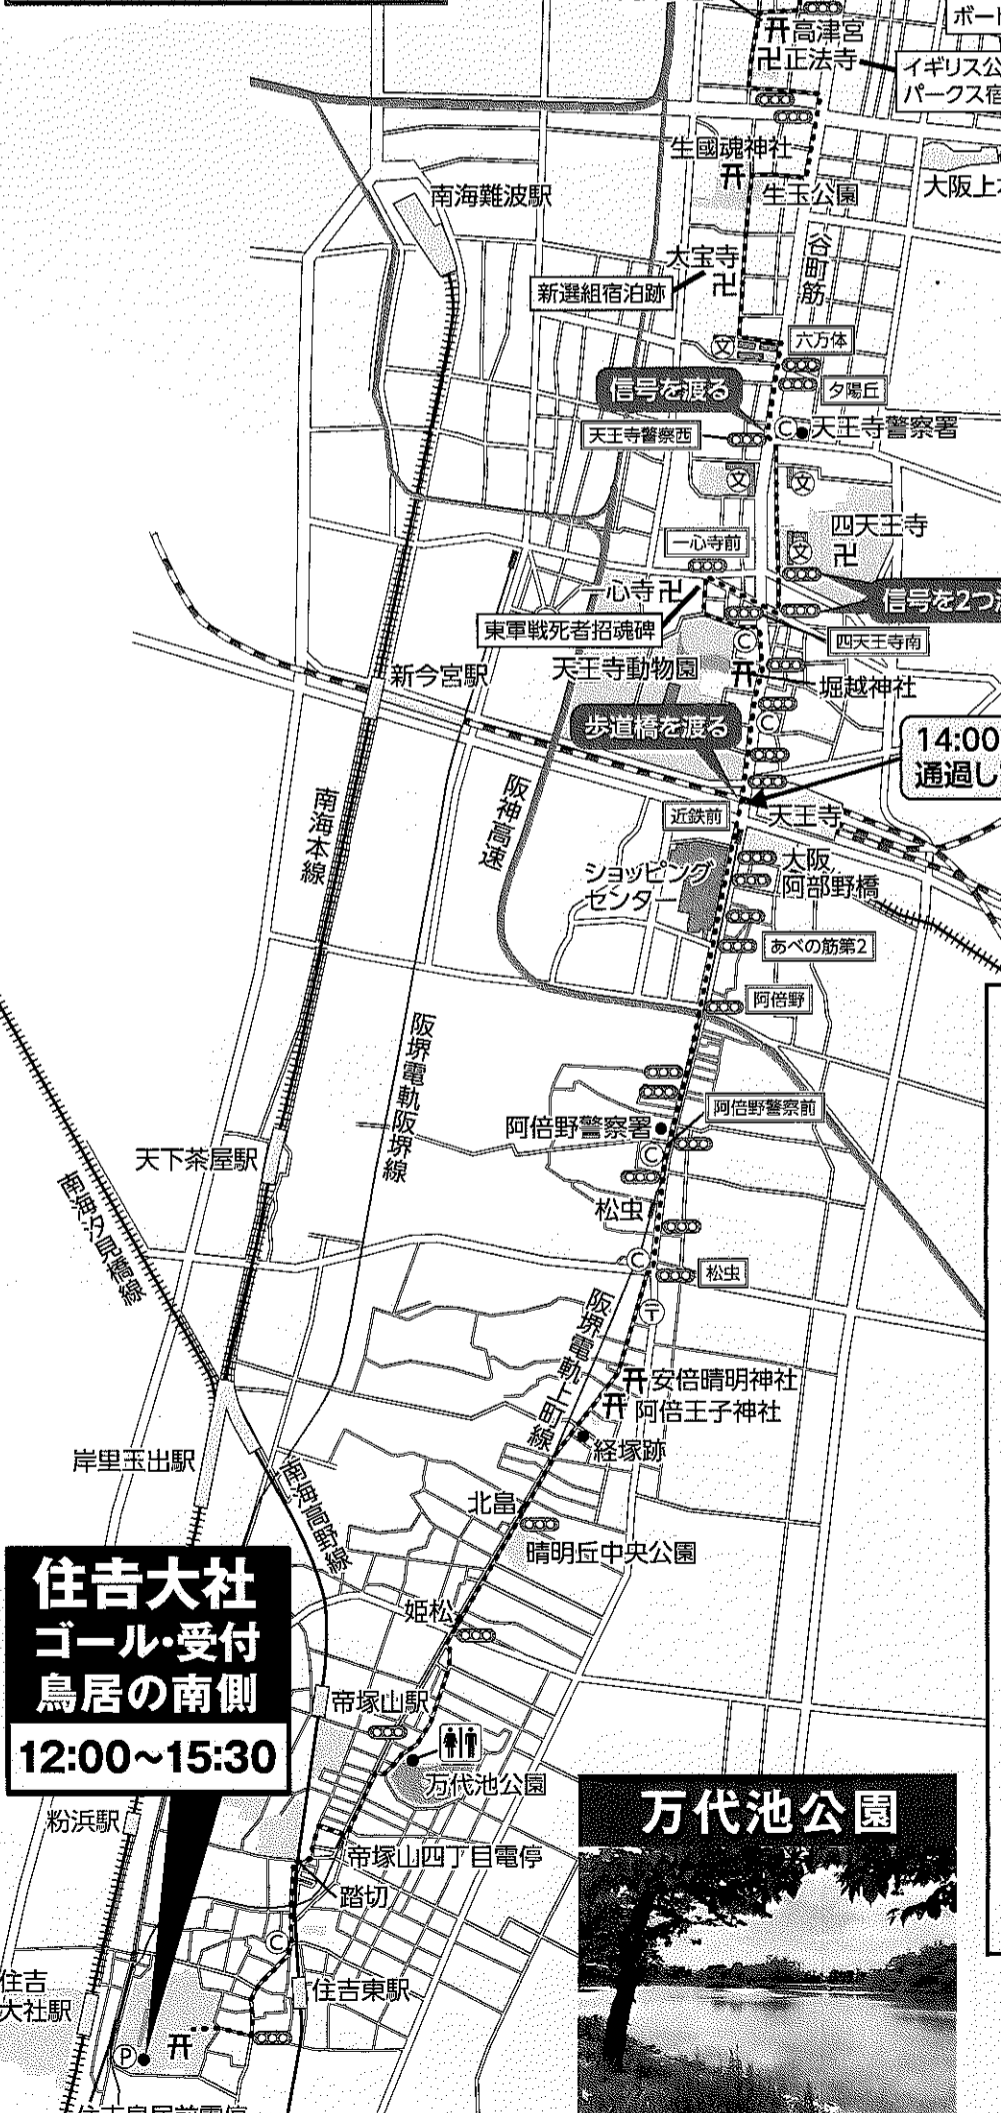 高津宮
正法寺
ボー
イギリス公
パークス宿
生國魂神社
生玉公園
大阪上
南海難波駅
谷町筋
太宝寺
新選組宿泊跡
六万体
文
信号を渡る
夕陽丘
天王寺警察西
C
天王寺警察署
文
文
四天王寺
文
一心寺前
一心寺
信号を2つ
東軍戦死者招魂碑
四天王寺南
C
天王寺動物園
堀越神社
新今宮駅
C
歩道橋を渡る
14:00
通過し
南海本線
阪神高速
近鉄前
天王寺
ショッピング
センター
大阪
阿部野橋
あべの筋第2
阿倍野
阪堺電軌阪堺線
阿倍野警察前
阿倍野警察署
C
天下茶屋駅
南海汐見橋線
松虫
C
松虫
〒
阪堺電軌上町線
安倍晴明神社
阿倍王子神社
経塚跡
岸里玉出駅
南海高野線
北畠
晴明丘中央公園
住吉大社
ゴール・受付
鳥居の南側
12:00~15:30
姫松
帝塚山駅
万代池公園
粉浜駅
帝塚山四丁目電停
踏切
C
住吉東駅
住吉
大社駅
P
住吉鳥居前電停
万代池公園